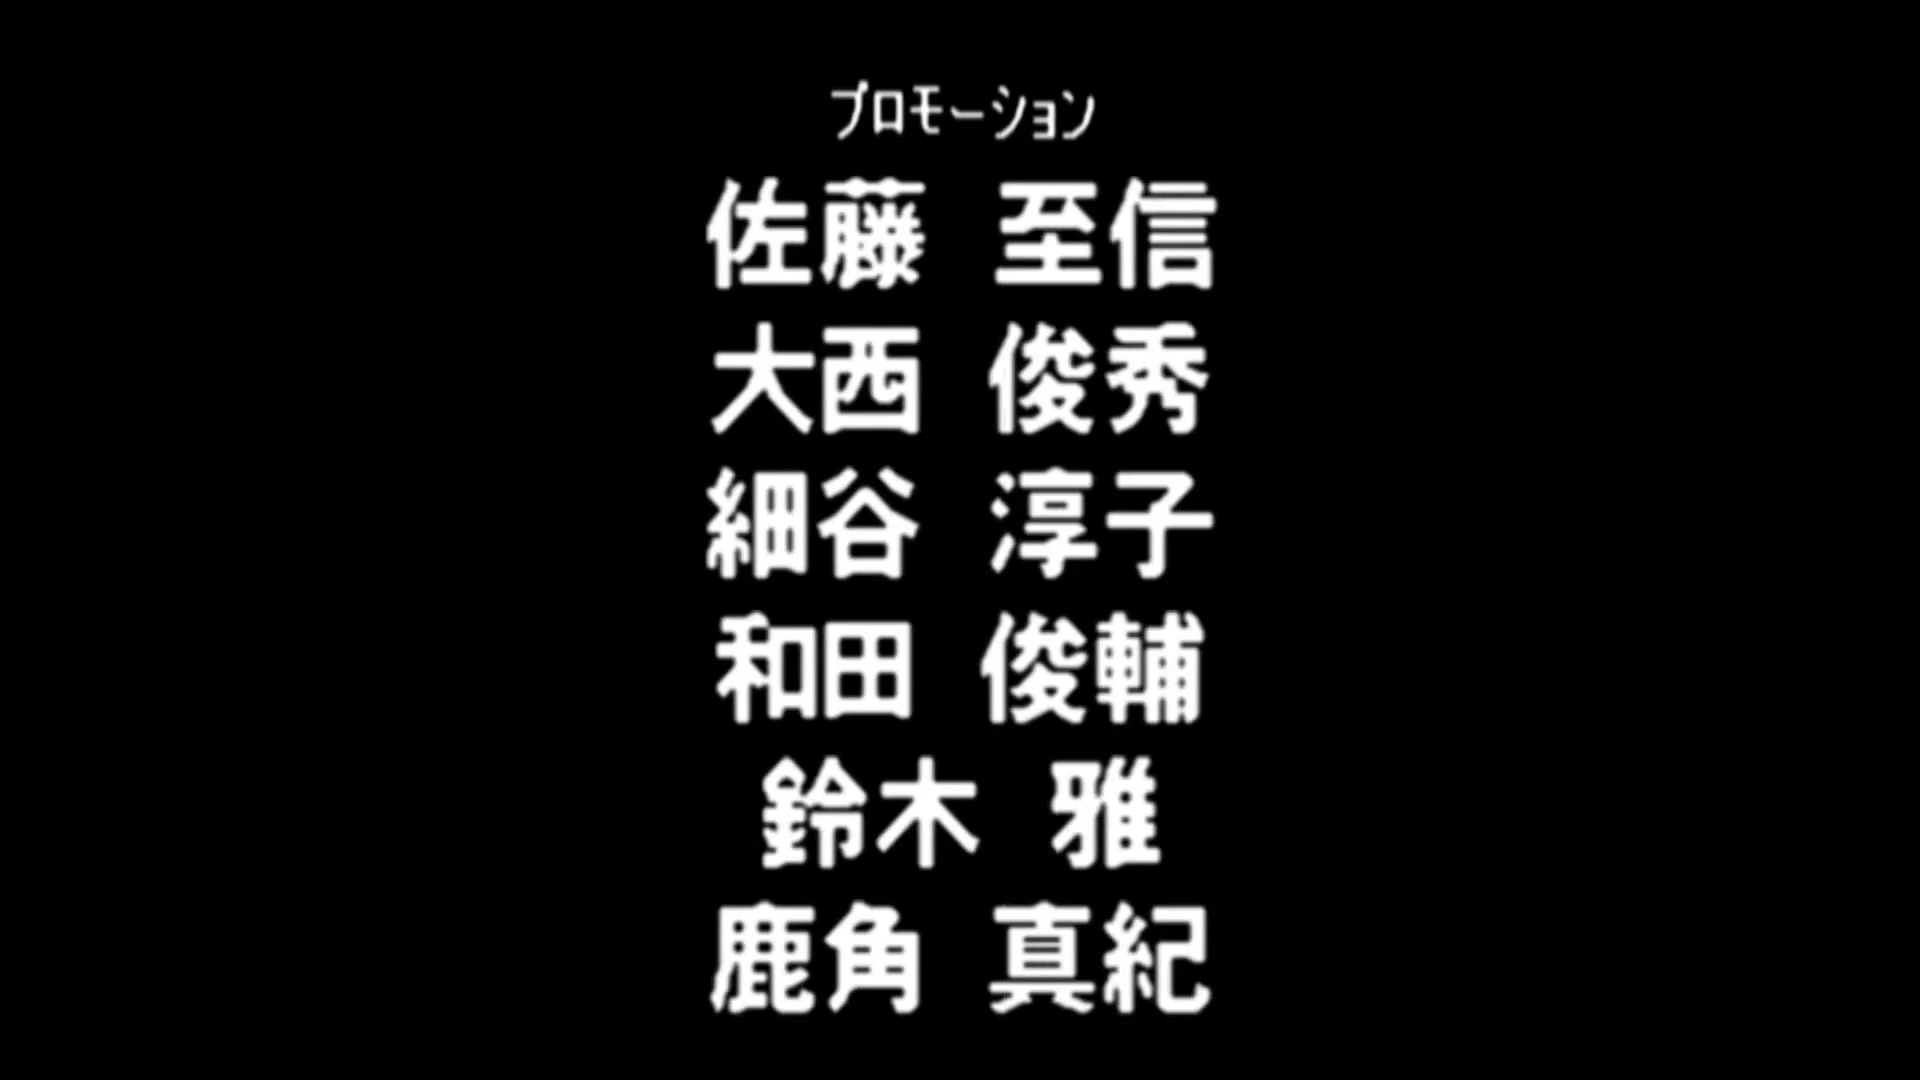 プロモーション
佐藤 至信
大西 俊秀
細谷 淳子
和田 俊輔
鈴木 雅
鹿角 真紀